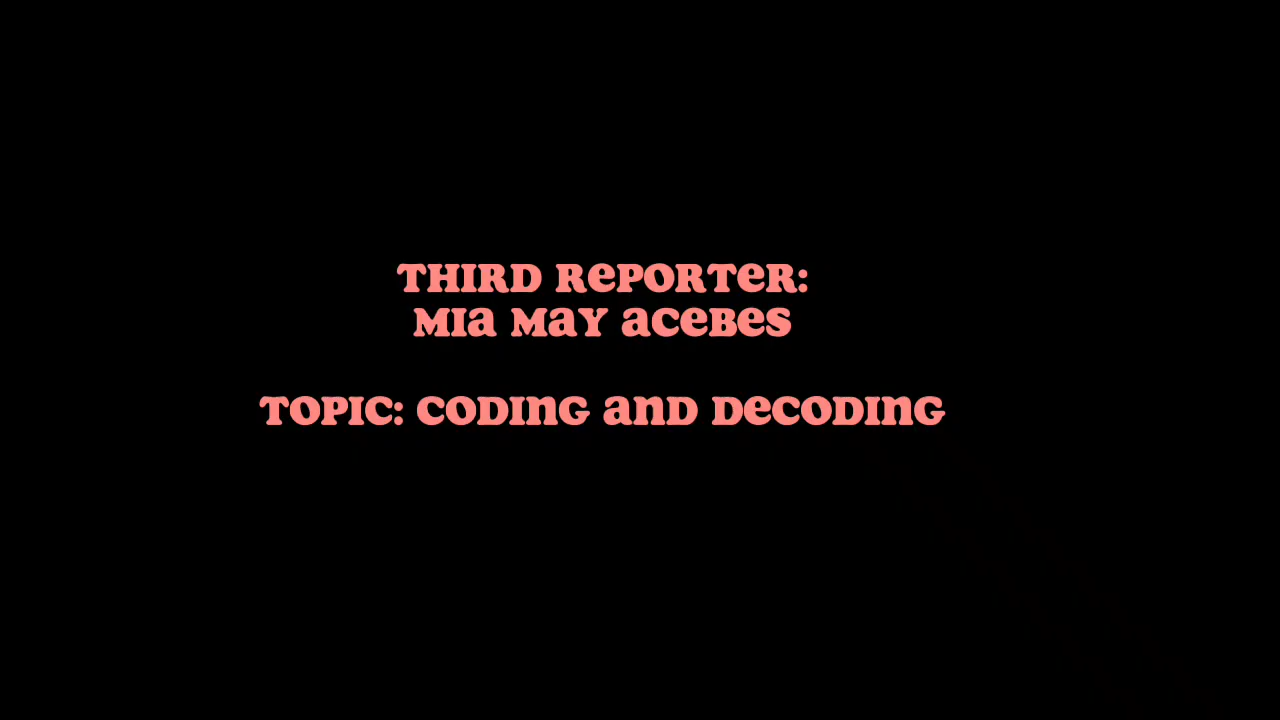 THIRD REPORTER:
MIA MAY ACEBES
TOPIC: CODING AND DECODING